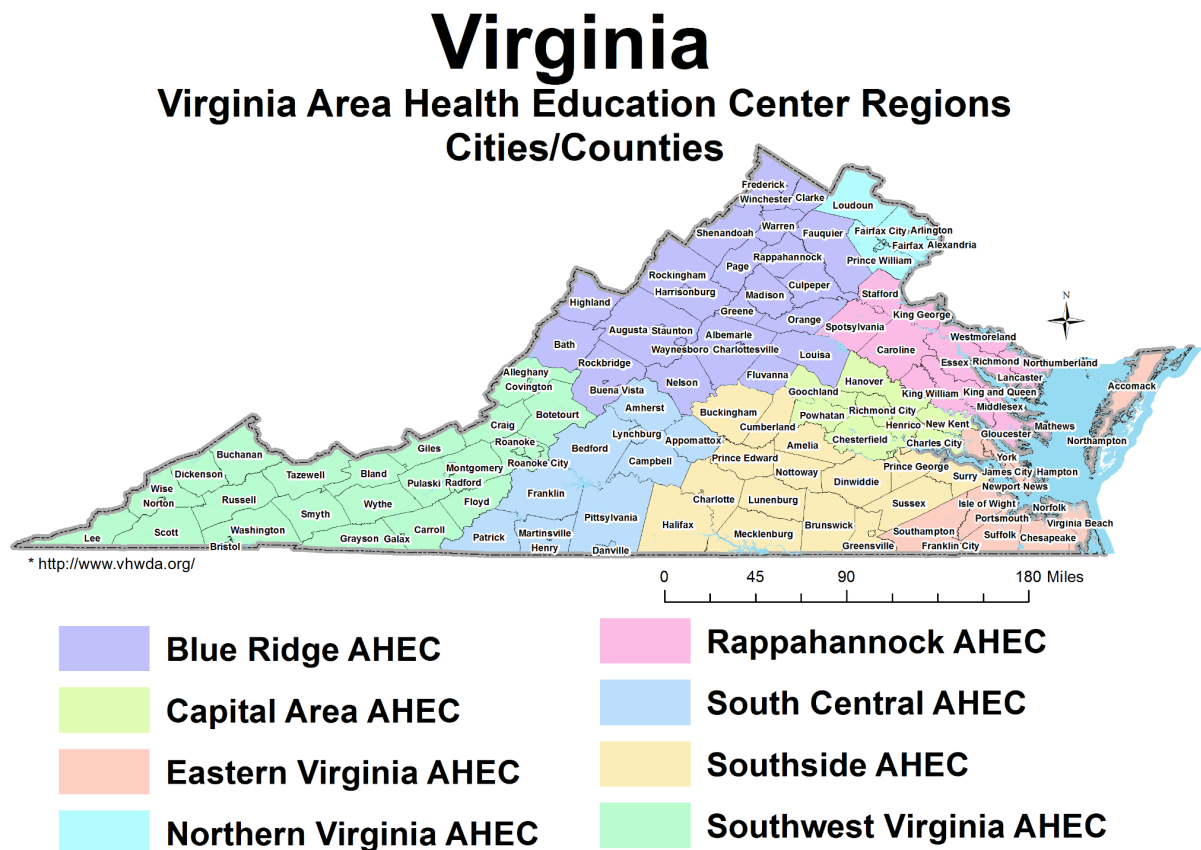 Virginia
Virginia Area Health Education Center Regions
Cities/Counties
Frederick
Winchester
Clarke
Loudoun
Warren
Shenandoah
Fauquier
Fairfax City
Arlington
Fairfax
Alexandria
Prince William
Rappahannock
Page
Rockingham
Culpeper
Harrisonburg
Madison
Stafford
Highland
Greene
King George
N
Orange
Spotsylvania
Augusta
Staunton
Albemarle
Westmoreland
Bath
Waynesboro
Charlottesville
Louisa
Caroline
Essex
Richmond
Northumberland
Rockbridge
Alleghany
Fluvanna
Lancaster
Covington
Buena Vista
Nelson
Goochland
Hanover
King William
King and Queen
Accomack
Botetourt
Amherst
Buckingham
Powhatan
Richmond City
Middlesex
Craig
Lynchburg
Cumberland
Henrico
New Kent
Mathews
Roanoke
Appomattox
Chesterfield
Charles City
Gloucester
Northampton
Giles
Bedford
Amelia
Buchanan
Roanoke City
Campbell
Prince Edward
York
Dickenson
Tazewell
Bland
Montgomery
Nottoway
Prince George
Surry
James City
Hampton
Pulaski
Radford
Dinwiddie
Newport News
Wise
Norton
Russell
Wythe
Floyd
Franklin
Charlotte
Lunenburg
Sussex
Isle of Wight
Norfolk
Smyth
Pittsylvania
Portsmouth
Virginia Beach
Scott
Washington
Carroll
Martinsville
Halifax
Brunswick
Southampton
Suffolk
Lee
Grayson
Galax
Patrick
Mecklenburg
Chesapeake
Bristol
Henry
Danville
Greensville
Franklin City
* http://www.vhwda.org/
0 45 90 180 Miles
Blue Ridge AHEC
Capital Area AHEC
Eastern Virginia AHEC
Northern Virginia AHEC
Rappahannock AHEC
South Central AHEC
Southside AHEC
Southwest Virginia AHEC